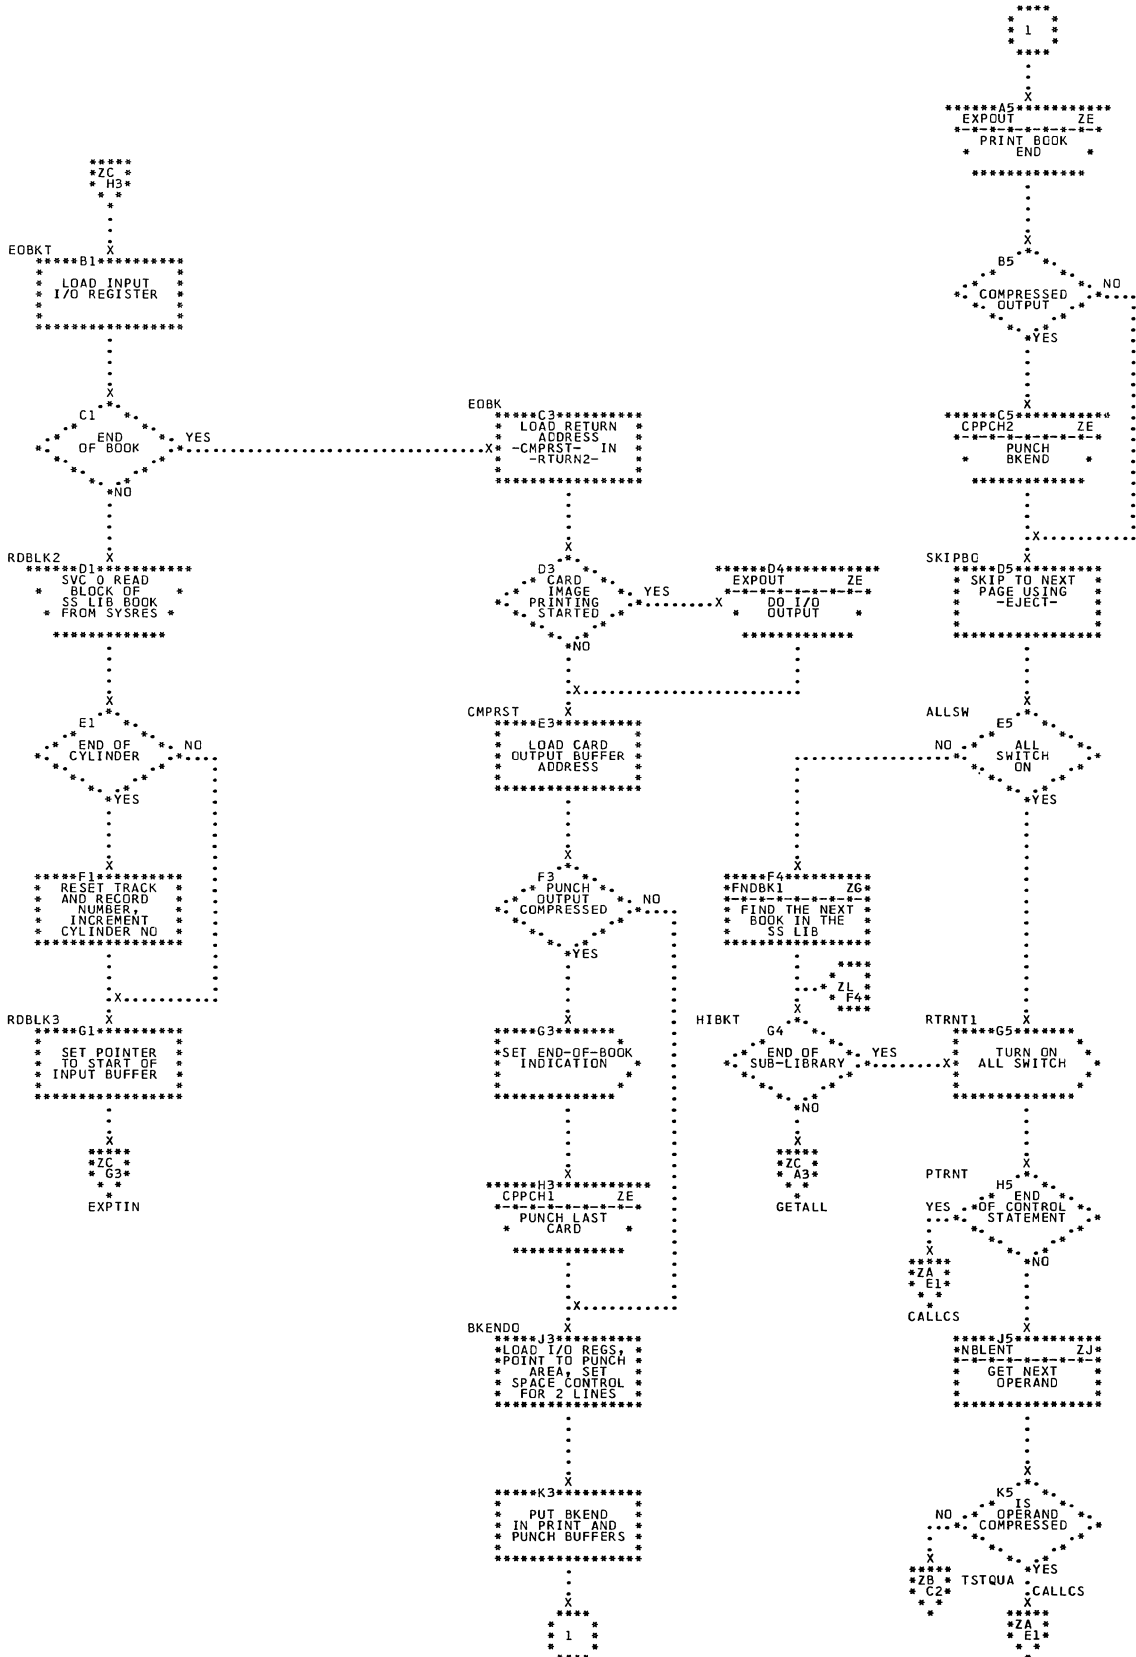 ZC
H3
EOBKT
B1
LOAD INPUT
I/O REGISTER
C1
END
OF BOOK
YES
NO
RDBLK2
D1
SVC 0 READ
BLOCK OF
SS LIB BOOK
FROM SYSRES
E1
END OF
CYLINDER
NO
YES
F1
RESET TRACK
AND RECORD
NUMBER,
INCREMENT
CYLINDER NO
RDBLK3
G1
SET POINTER
TO START OF
INPUT BUFFER
ZC
G3
EXPTIN
EOBK
C3
LOAD RETURN
ADDRESS
-CMPRST- IN
-RTURN2-
D3
CARD
IMAGE
PRINTING
STARTED
YES
NO
D4
EXPOUT ZE
DO I/O
OUTPUT
CMPRST
E3
LOAD CARD
OUTPUT BUFFER
ADDRESS
F3
PUNCH
OUTPUT
COMPRESSED
NO
YES
G3
SET END-OF-BOOK
INDICATION
H3
CPPCH1 ZE
PUNCH LAST
CARD
BKENDO
J3
LOAD I/O REGS,
POINT TO PUNCH
AREA, SET
SPACE CONTROL
FOR 2 LINES
K3
PUT BKEND
IN PRINT AND
PUNCH BUFFERS
1
1
A5
EXPOUT ZE
PRINT BOOK
END
B5
COMPRESSED
OUTPUT
NO
YES
C5
CPPCH2 ZE
PUNCH
BKEND
SKIPBO
D5
SKIP TO NEXT
PAGE USING
-EJECT-
ALLSW
E5
ALL
SWITCH
ON
NO
YES
F4
FNDBK1 ZG
FIND THE NEXT
BOOK IN THE
SS LIB
ZL
F4
HIBKT
G4
END OF
SUB-LIBRARY
YES
NO
ZC
A3
GETALL
RTRNT1
G5
TURN ON
ALL SWITCH
PTRNT
H5
END
OF CONTROL
STATEMENT
YES
NO
ZA
E1
CALLCS
J5
NBLENT ZJ
GET NEXT
OPERAND
K5
IS
OPERAND
COMPRESSED
NO
YES
ZB
C2
TSTQUA
CALLCS
ZA
E1